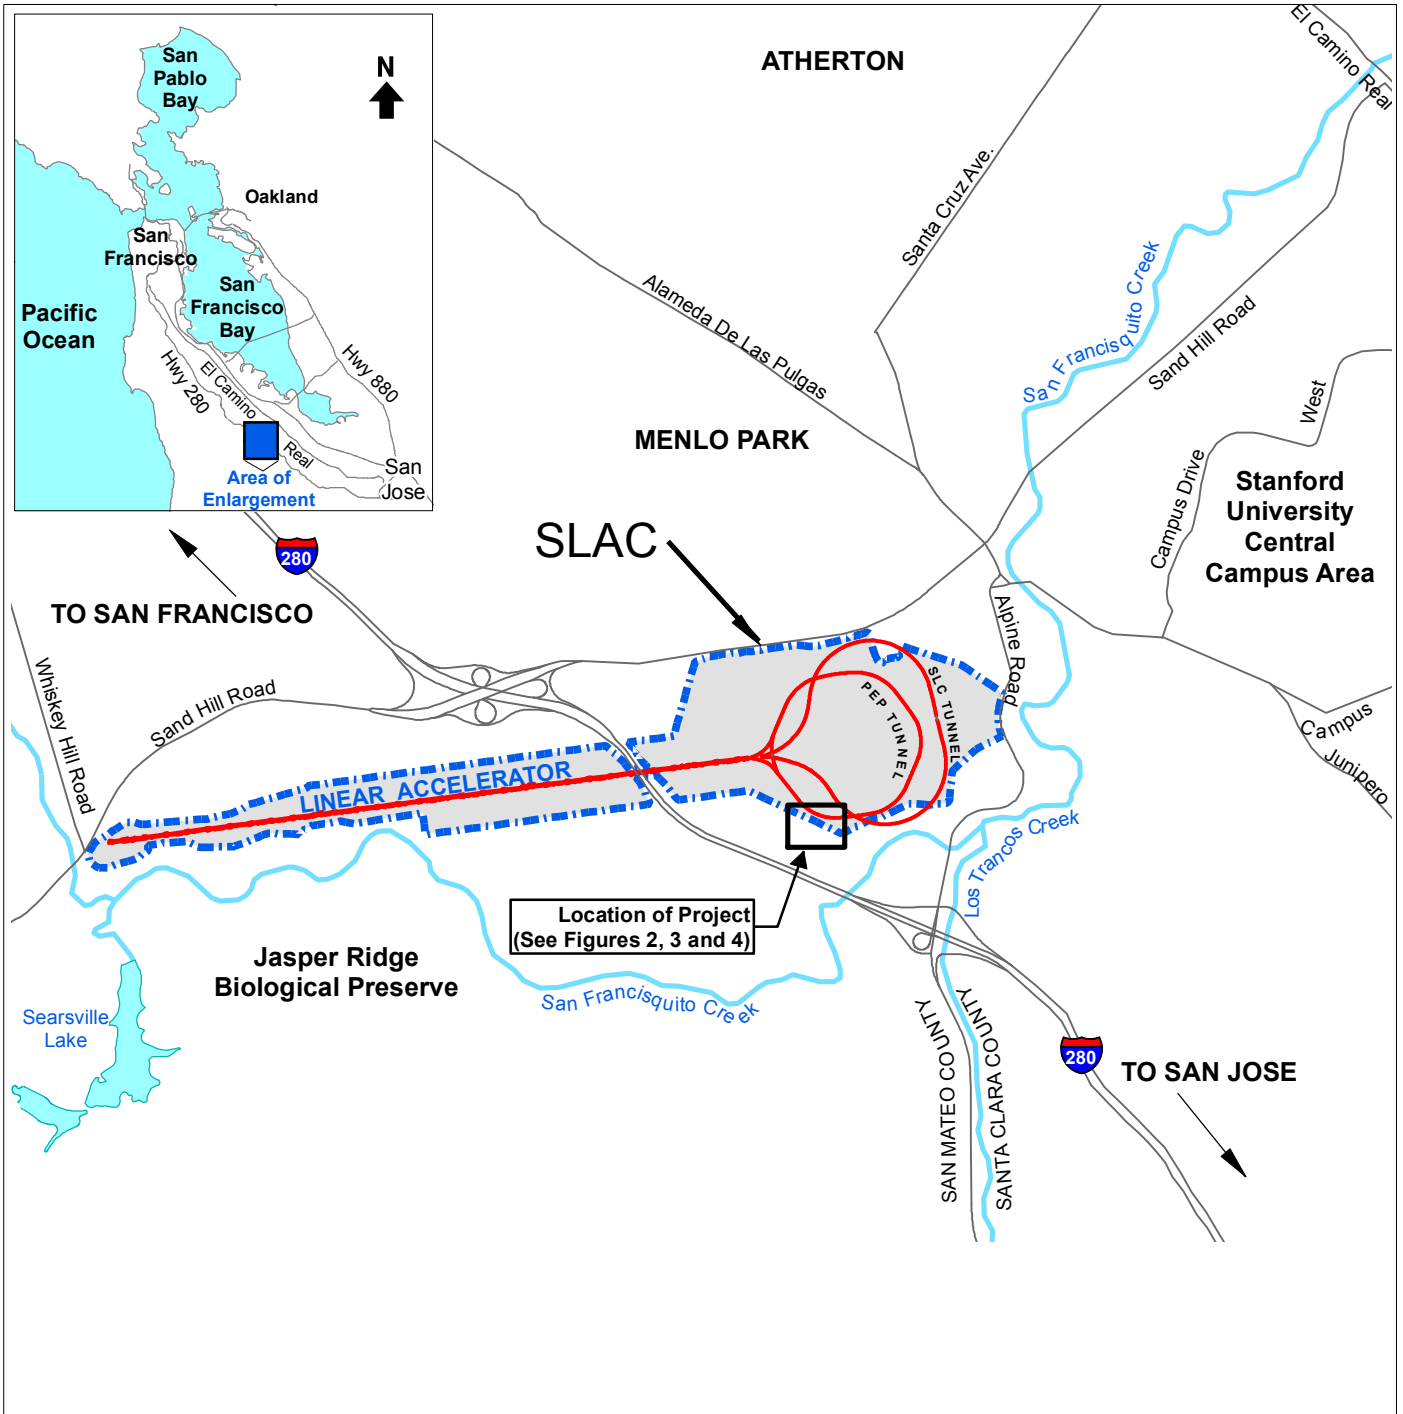 San
Pablo
Bay
N
Oakland
San
Francisco
San
Francisco
Bay
Pacific
Ocean
Hwy 280
El Camino
Real
Hwy 880
San
Jose
Area of
Enlargement
ATHERTON
El Camino Real
Santa Cruz Ave.
Alameda De Las Pulgas
San Francisquito Creek
Sand Hill Road
MENLO PARK
West
Campus Drive
Stanford
University
Central
Campus Area
SLAC
280
TO SAN FRANCISCO
Alpine Road
Whiskey Hill Road
Sand Hill Road
SLC TUNNEL
PEP TUNNEL
Campus
Junipero
LINEAR ACCELERATOR
Los Trancos Creek
Location of Project
(See Figures 2, 3 and 4)
Jasper Ridge
Biological Preserve
San Francisquito Creek
Searsville
Lake
SAN MATEO COUNTY
SANTA CLARA COUNTY
280
TO SAN JOSE